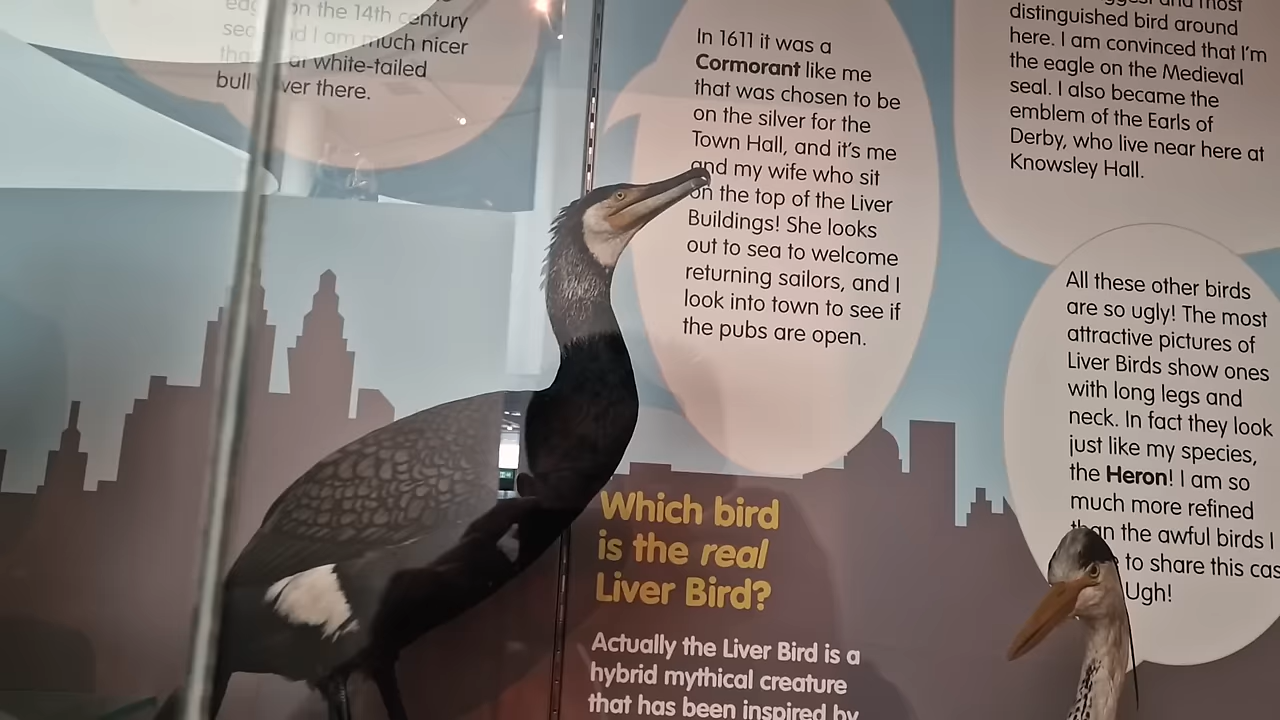 on the 14th century
and I am much nicer
white-tailed
over there.
In 1611 it was a
Cormorant like me
that was chosen to be
on the silver for the
Town Hall, and it's me
and my wife who sit
on the top of the Liver
Buildings! She looks
out to sea to welcome
returning sailors, and I
look into town to see if
the pubs are open.
and most
distinguished bird around
here. I am convinced that I'm
the eagle on the Medieval
seal. I also became the
emblem of the Earls of
Derby, who live near here at
Knowsley Hall.
All these other birds
are so ugly! The most
attractive pictures of
Liver Birds show ones
with long legs and
neck. In fact they look
just like my species,
the Heron! I am so
much more refined
than the awful birds I
to share this cas
Ugh!
Which bird
is the real
Liver Bird?
Actually the Liver Bird is a
hybrid mythical creature
that has been inspired by